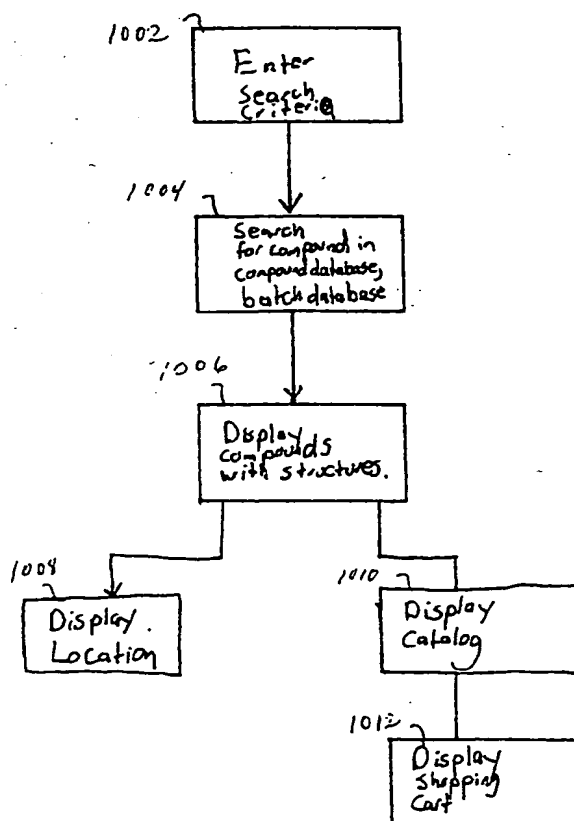 1002
Enter
Search
Criteria
1004
Search
for compound in
compound database,
batch database
1006
Display
compounds
with structures.
1008
Display
Location
1010
Display
Catalog
1012
Display
Shopping
Cart